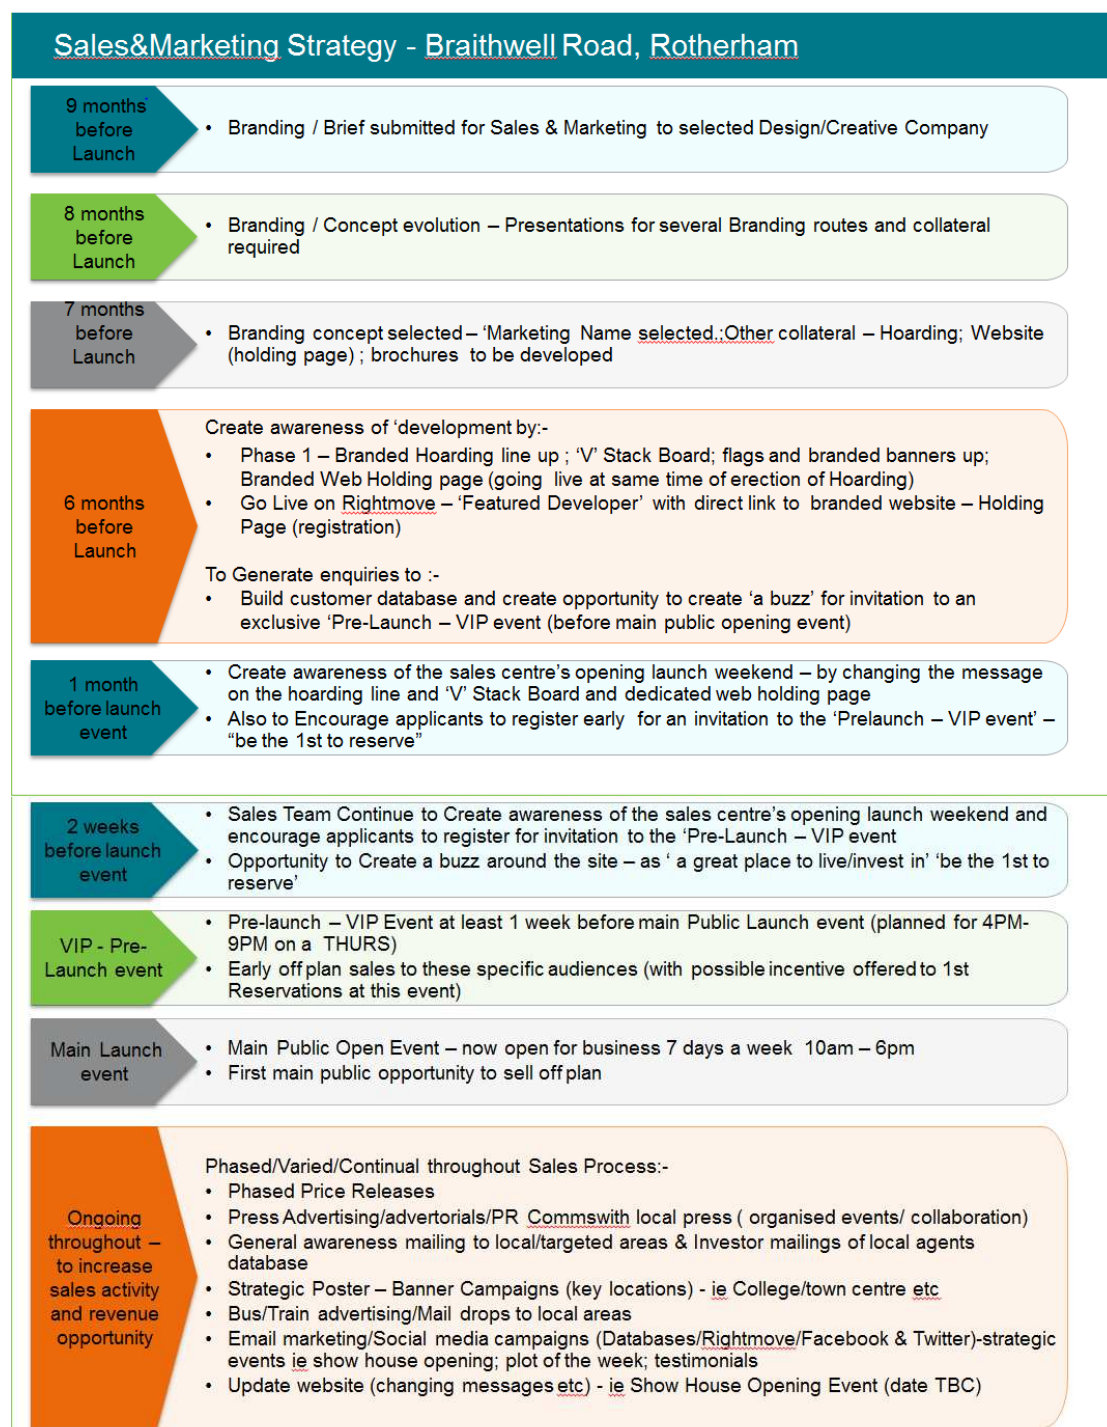 Sales&Marketing Strategy - Braithwell Road, Rotherham
9 months
before
Launch
• Branding / Brief submitted for Sales & Marketing to selected Design/Creative Company
8 months
before
Launch
• Branding / Concept evolution – Presentations for several Branding routes and collateral
required
7 months
before
Launch
• Branding concept selected – ‘Marketing Name selected.;Other collateral – Hoarding; Website
(holding page) ; brochures to be developed
6 months
before
Launch
Create awareness of ‘development by:-
• Phase 1 – Branded Hoarding line up ; ‘V’ Stack Board; flags and branded banners up;
Branded Web Holding page (going live at same time of erection of Hoarding)
• Go Live on Rightmove – ‘Featured Developer’ with direct link to branded website – Holding
Page (registration)
To Generate enquiries to :-
• Build customer database and create opportunity to create ‘a buzz’ for invitation to an
exclusive ‘Pre-Launch – VIP event (before main public opening event)
1 month
before launch
event
• Create awareness of the sales centre’s opening launch weekend – by changing the message
on the hoarding line and ‘V’ Stack Board and dedicated web holding page
• Also to Encourage applicants to register early for an invitation to the ‘Prelaunch – VIP event’ –
“be the 1st to reserve”
2 weeks
before launch
event
• Sales Team Continue to Create awareness of the sales centre’s opening launch weekend and
encourage applicants to register for invitation to the ‘Pre-Launch – VIP event
• Opportunity to Create a buzz around the site – as ‘ a great place to live/invest in’ ‘be the 1st to
reserve’
VIP - Pre-
Launch event
• Pre-launch – VIP Event at least 1 week before main Public Launch event (planned for 4PM-
9PM on a THURS)
• Early off plan sales to these specific audiences (with possible incentive offered to 1st
Reservations at this event)
Main Launch
event
• Main Public Open Event – now open for business 7 days a week 10am – 6pm
• First main public opportunity to sell off plan
Ongoing
throughout –
to increase
sales activity
and revenue
opportunity
Phased/Varied/Continual throughout Sales Process:-
• Phased Price Releases
• Press Advertising/advertorials/PR Commswith local press ( organised events/ collaboration)
• General awareness mailing to local/targeted areas & Investor mailings of local agents
database
• Strategic Poster – Banner Campaigns (key locations) - ie College/town centre etc
• Bus/Train advertising/Mail drops to local areas
• Email marketing/Social media campaigns (Databases/Rightmove/Facebook & Twitter)-strategic
events ie show house opening; plot of the week; testimonials
• Update website (changing messages etc) - ie Show House Opening Event (date TBC)